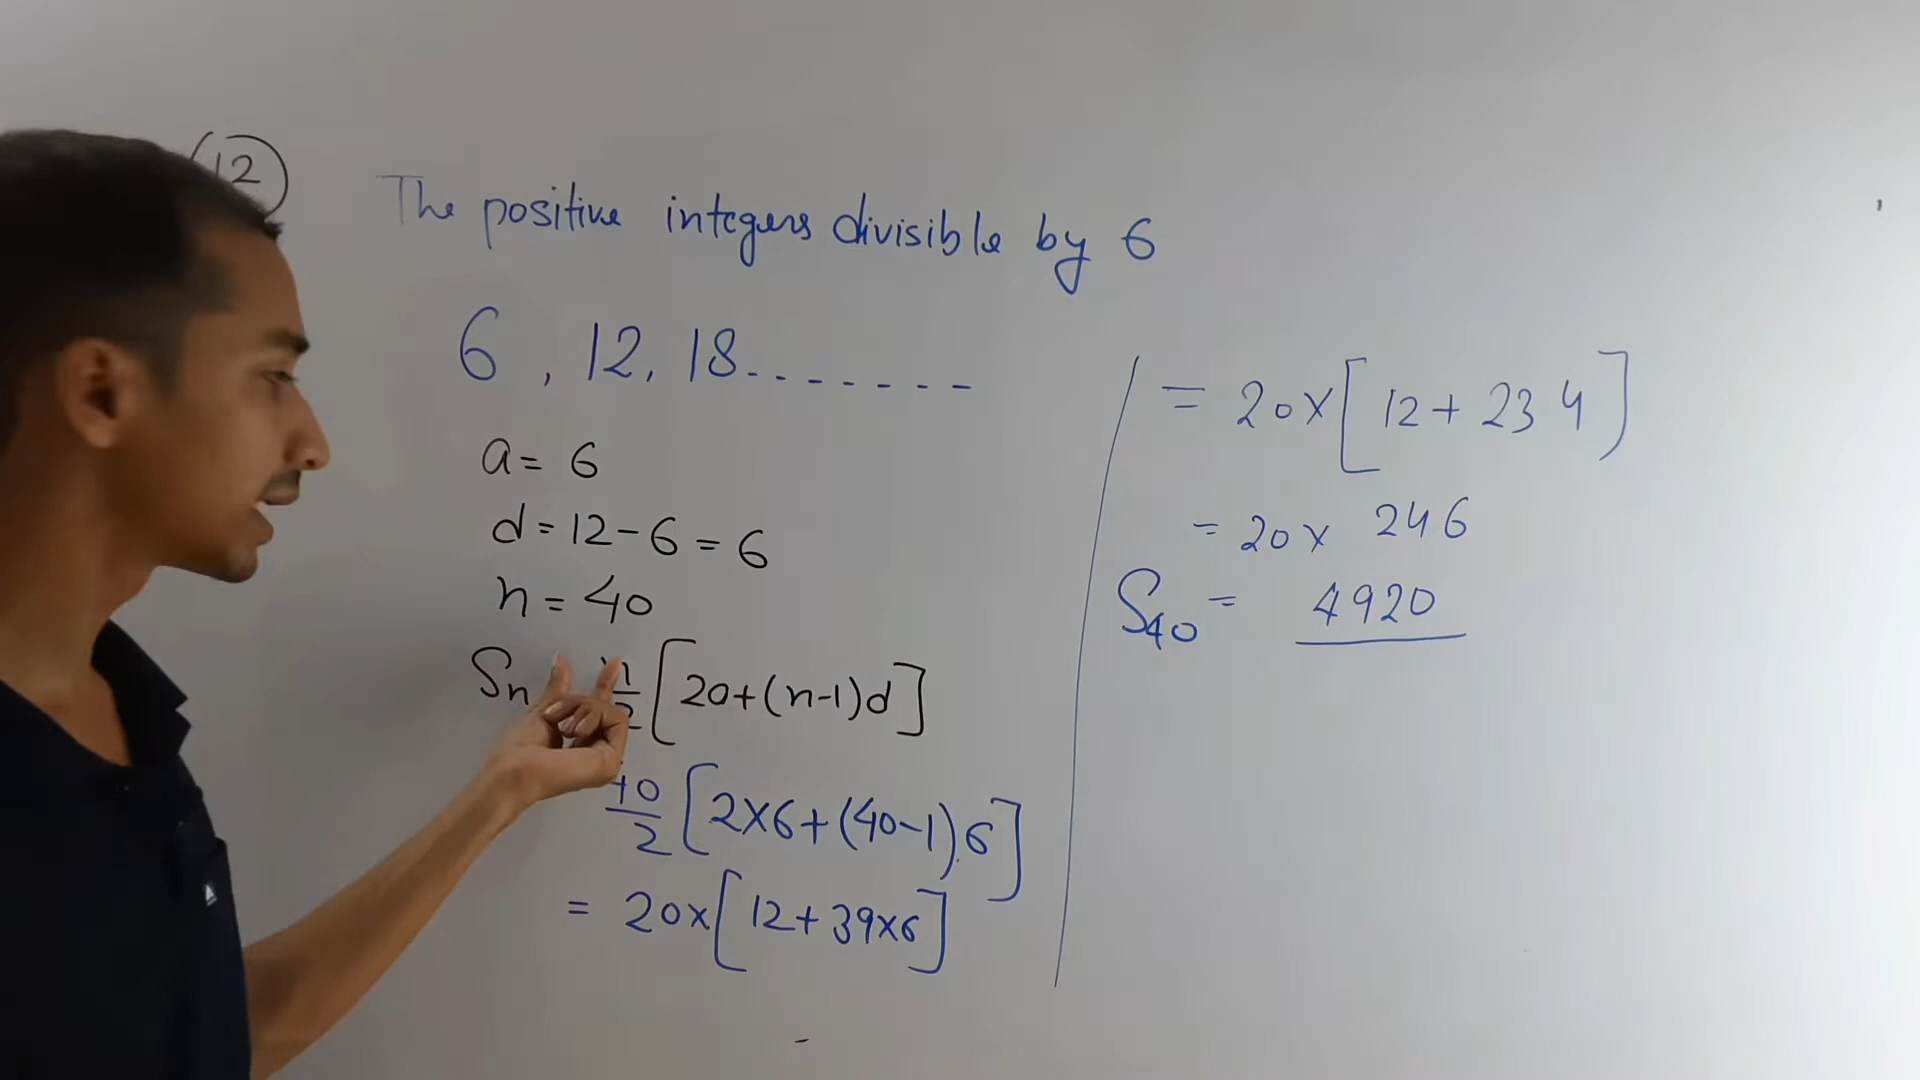 12
The positive integers divisible by 6
6, 12, 18.......
a = 6
d = 12 - 6 = 6
n = 40
Sn n/2 [2a+(n-1)d]
40/2 [2x6+(40-1)6]
= 20x[12+39x6]
= 20x[12+234]
= 20x 246
S40 = 4920